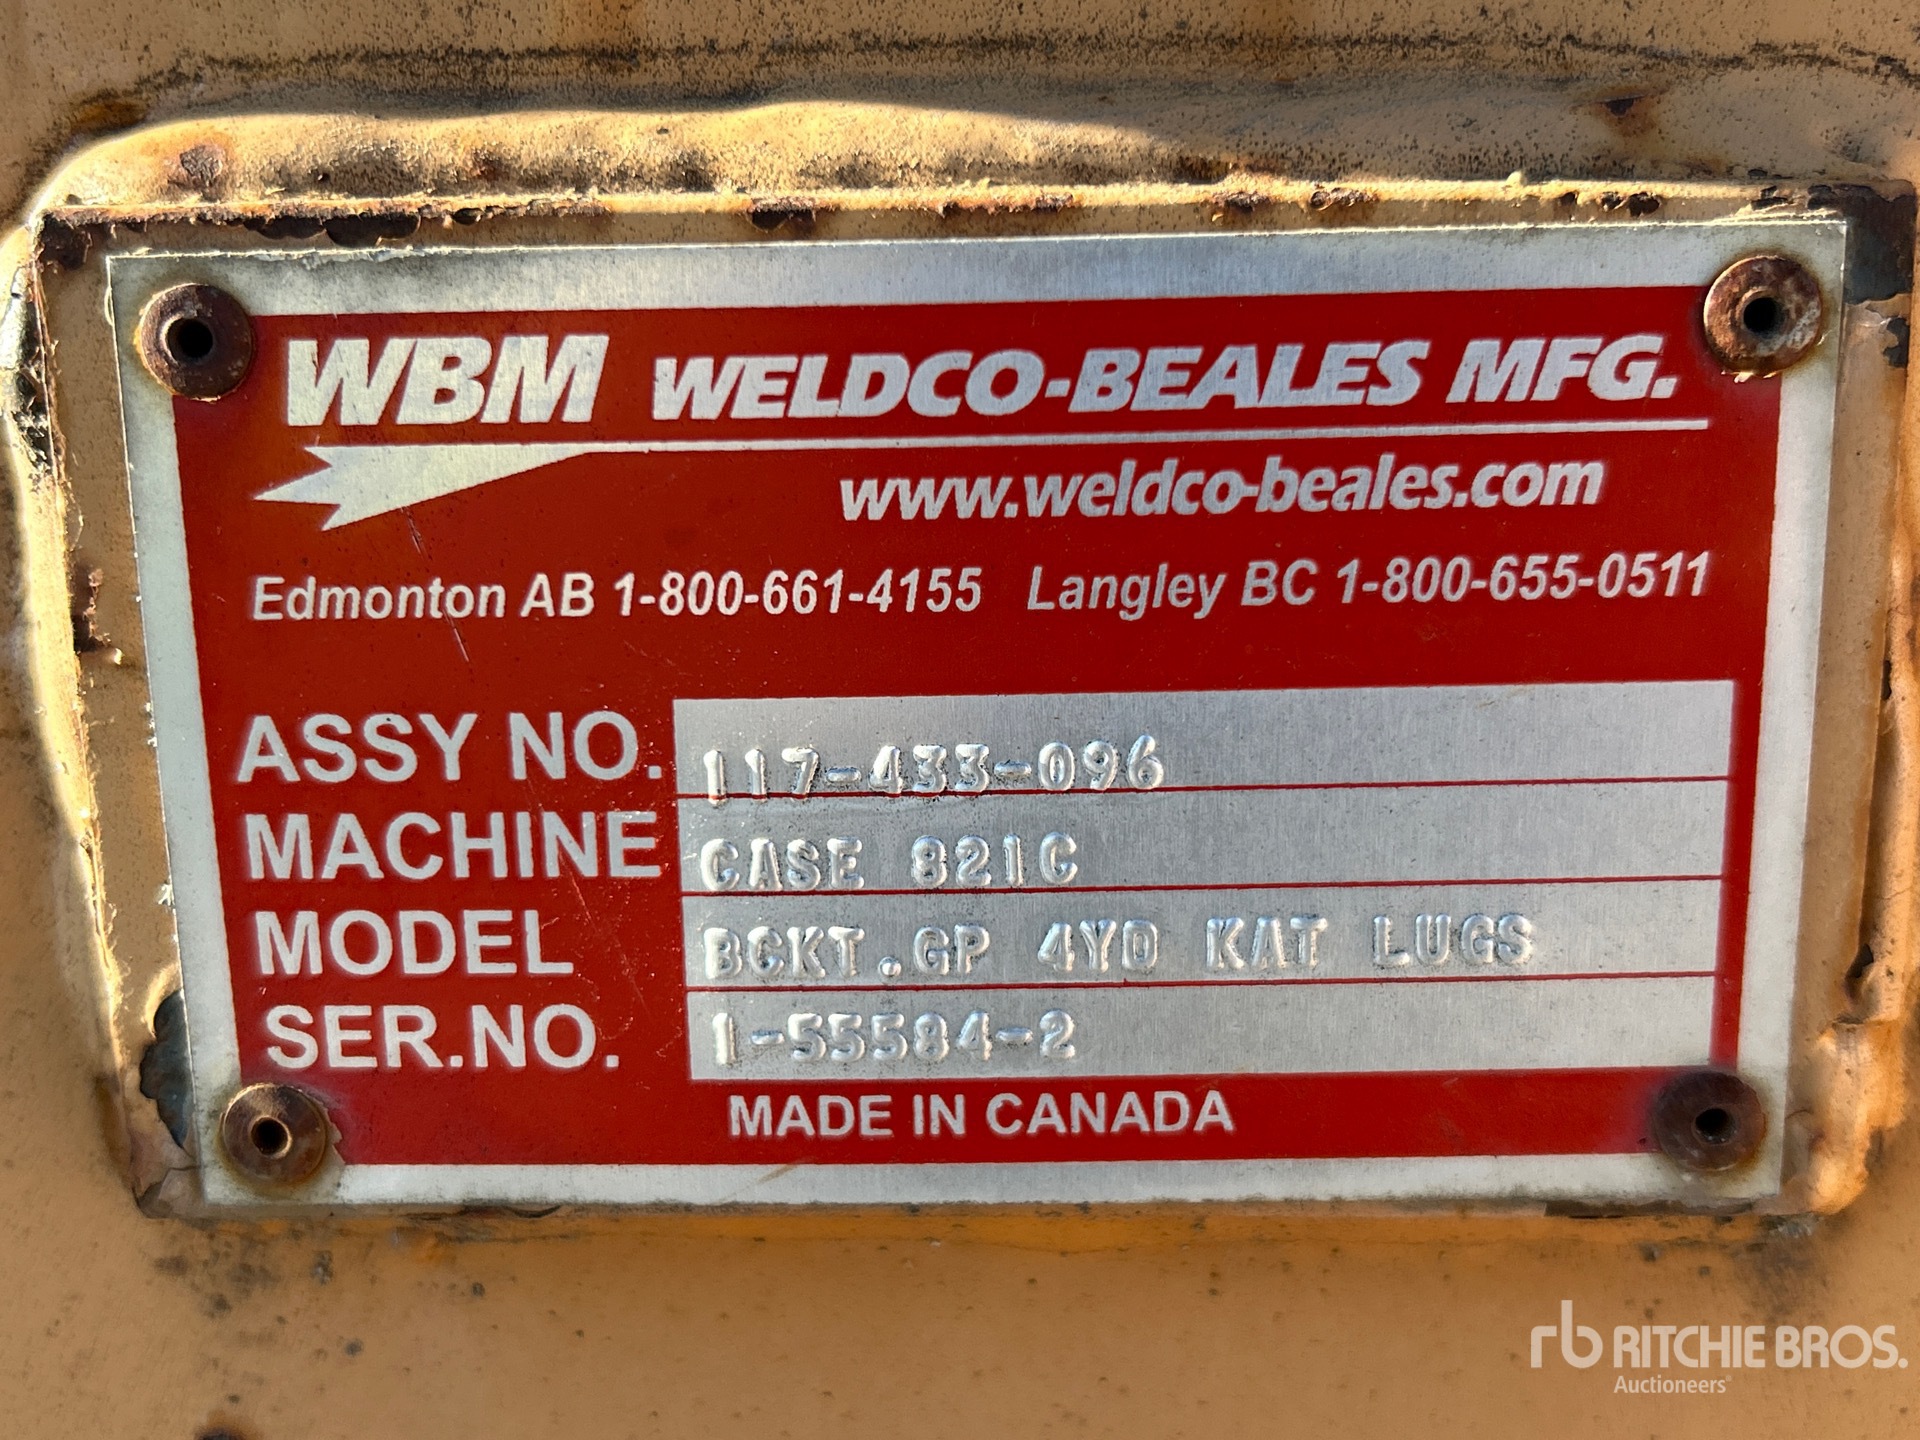 WBM WELDCO-BEALES MFG.
www.weldco-beales.com
Edmonton AB 1-800-661-4155 Langley BC 1-800-655-0511
ASSY NO. 117-433-096
MACHINE CASE 821C
MODEL BCKT.GP 4YD KAT LUGS
SER.NO. 1-55584-2
MADE IN CANADA
rb RITCHIE BROS.
Auctioneers